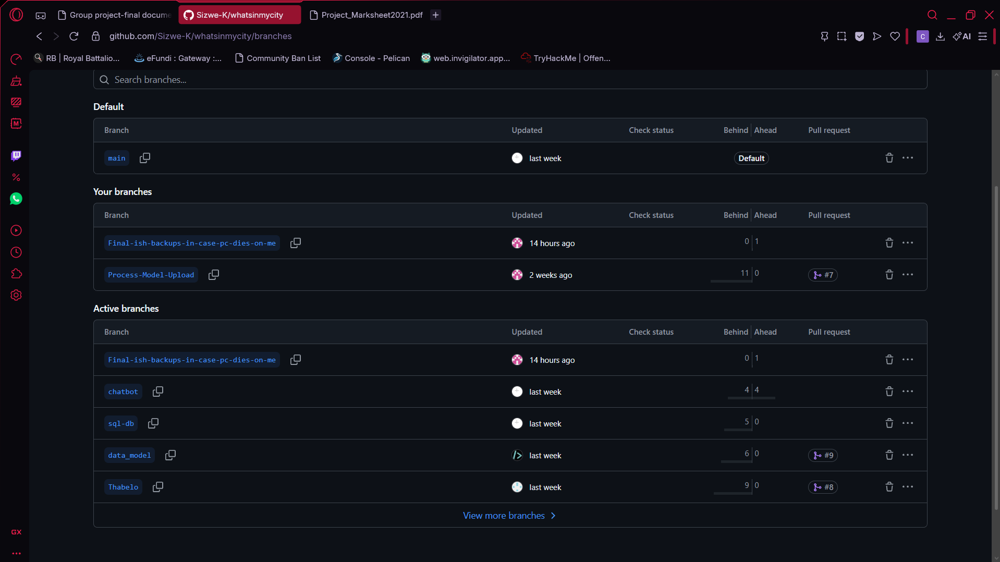 Group project-final docume
Sizwe-K/whatsinmycity
Project_Marksheet2021.pdf
github.com/Sizwe-K/whatsinmycity/branches
C
AI
RB | Royal Battalio...
eFundi : Gateway :...
Community Ban List
Console - Pelican
web.invigilator.app...
TryHackMe | Offen...
Search branches...
Default
Branch Updated Check status Behind Ahead Pull request
main last week Default
Your branches
Branch Updated Check status Behind Ahead Pull request
Final-ish-backups-in-case-pc-dies-on-me 14 hours ago 0 1
Process-Model-Upload 2 weeks ago 11 0 #7
Active branches
Branch Updated Check status Behind Ahead Pull request
Final-ish-backups-in-case-pc-dies-on-me 14 hours ago 0 1
chatbot last week 4 4
sql-db last week 5 0
data_model last week 6 0 #9
Thabelo last week 9 0 #8
View more branches
M
GX